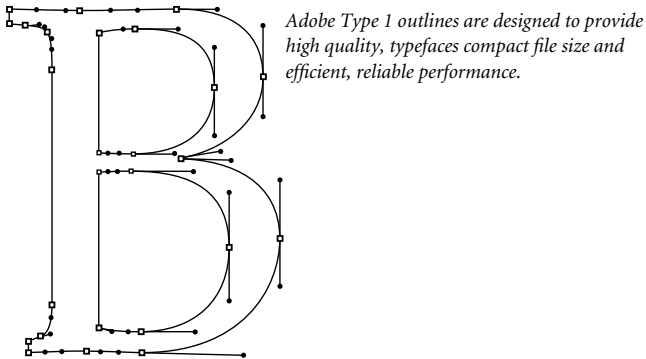 Adobe Type 1 outlines are designed to provide
high quality, typefaces compact file size and
efficient, reliable performance.
B